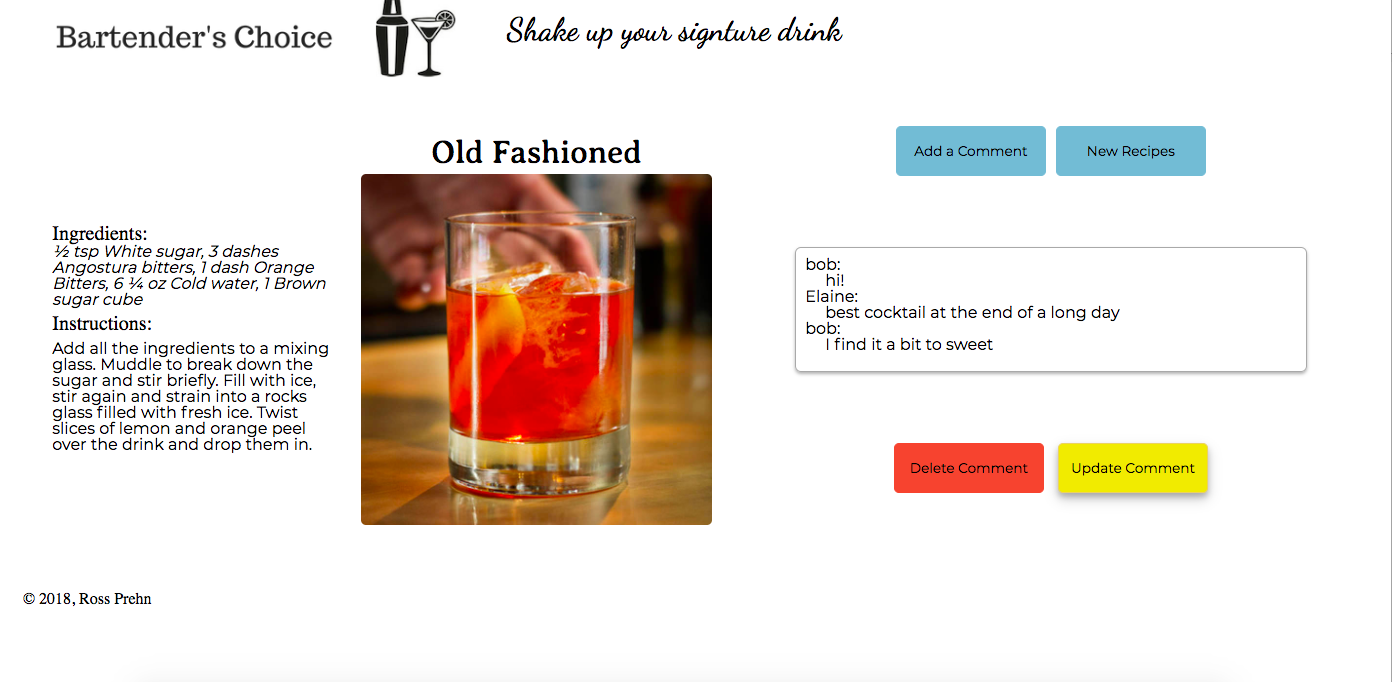 Bartender's Choice
Shake up your signture drink
Old Fashioned
Add a Comment
New Recipes
Ingredients:
½ tsp White sugar, 3 dashes
Angostura bitters, 1 dash Orange
Bitters, 6 ¼ oz Cold water, 1 Brown
sugar cube
Instructions:
Add all the ingredients to a mixing
glass. Muddle to break down the
sugar and stir briefly. Fill with ice,
stir again and strain into a rocks
glass filled with fresh ice. Twist
slices of lemon and orange peel
over the drink and drop them in.
bob:
hi!
Elaine:
best cocktail at the end of a long day
bob:
I find it a bit to sweet
Delete Comment
Update Comment
© 2018, Ross Prehn